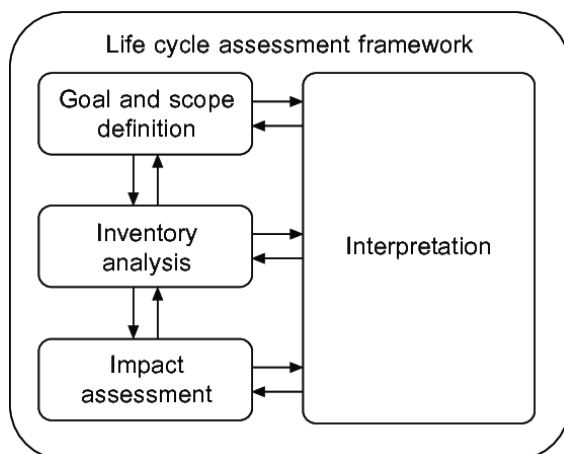 Life cycle assessment framework
Goal and scope
definition
Inventory
analysis
Impact
assessment
Interpretation